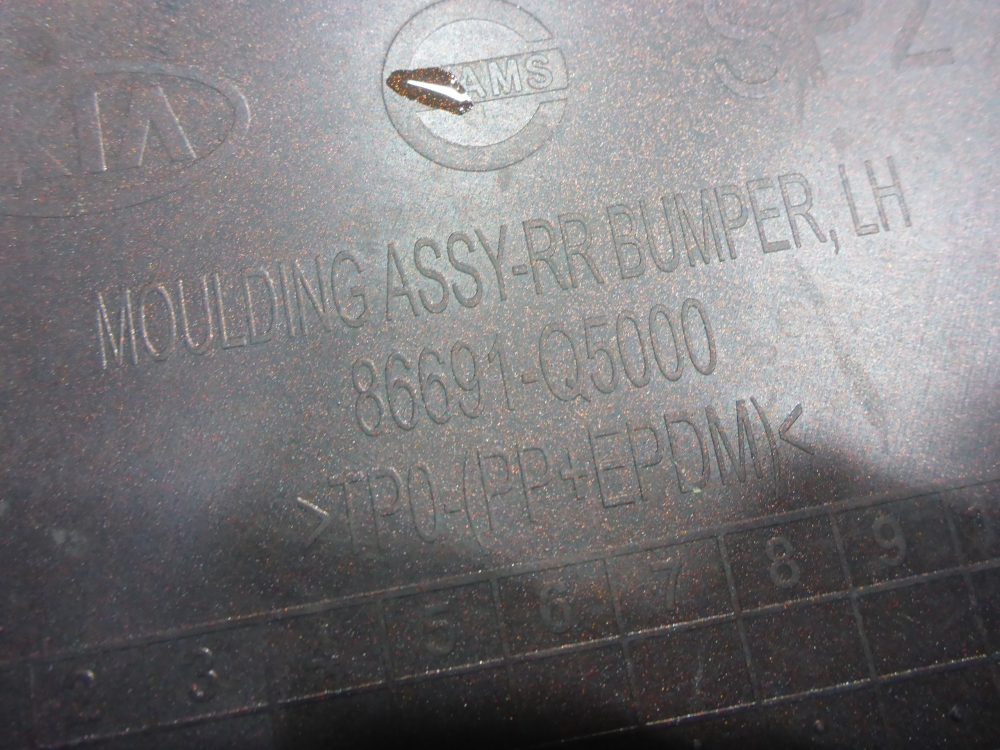 KIA
AMS
MOULDING ASSY-RR BUMPER, LH
86691-Q5000
>TPO-(PP+EPDM)<
2 3 5 6 7 8 9